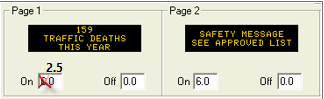 Page 1
159
TRAFFIC DEATHS
THIS YEAR
2.5
On 6.0 Off 0.0
Page 2
SAFETY MESSAGE
SEE APPROVED LIST
On 6.0 Off 0.0